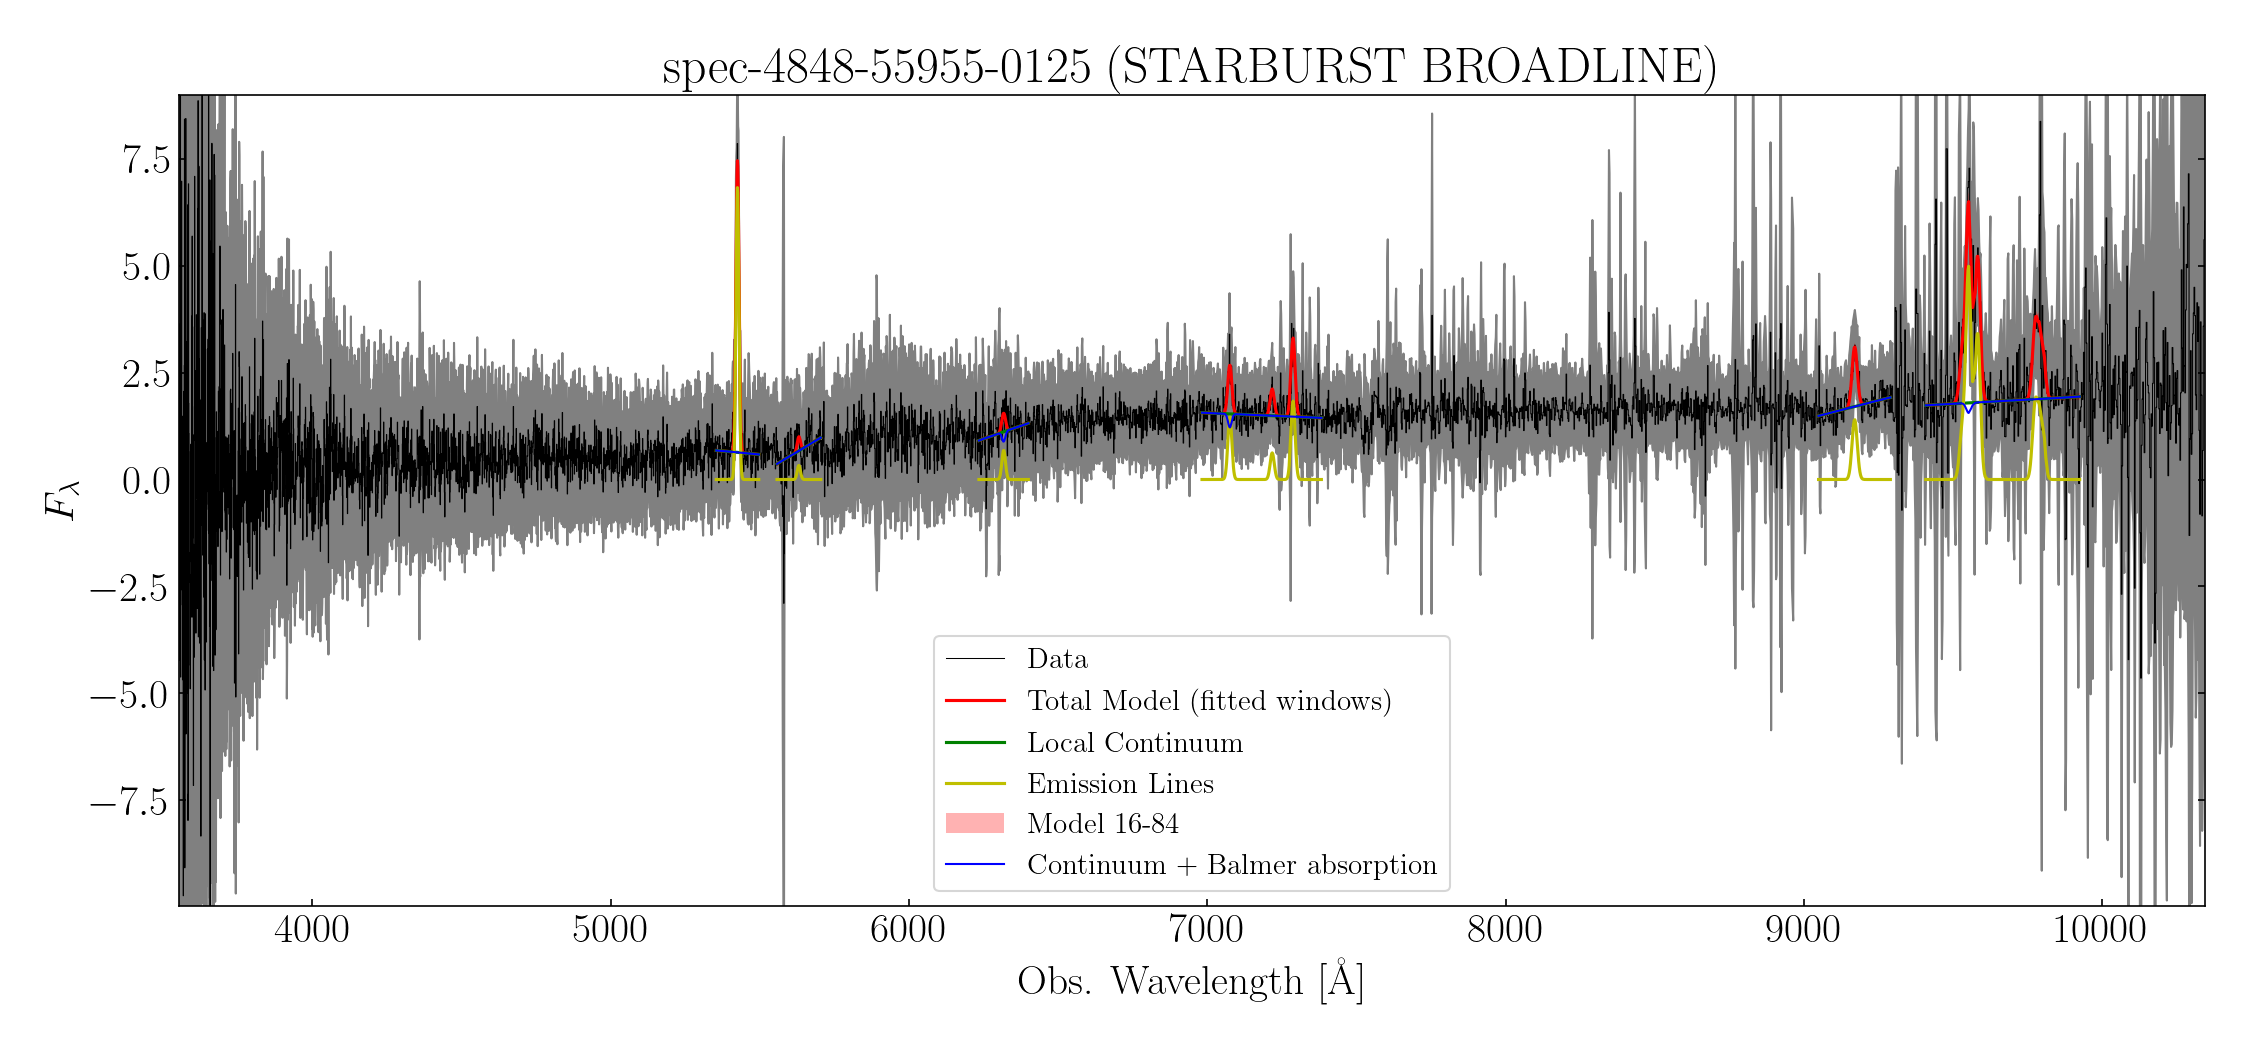 spec-4848-55955-0125 (STARBURST BROADLINE)
7.5
5.0
2.5
0.0
−2.5
−5.0
−7.5
F_λ
Data
Total Model (fitted windows)
Local Continuum
Emission Lines
Model 16-84
Continuum + Balmer absorption
4000 5000 6000 7000 8000 9000 10000
Obs. Wavelength [Å]